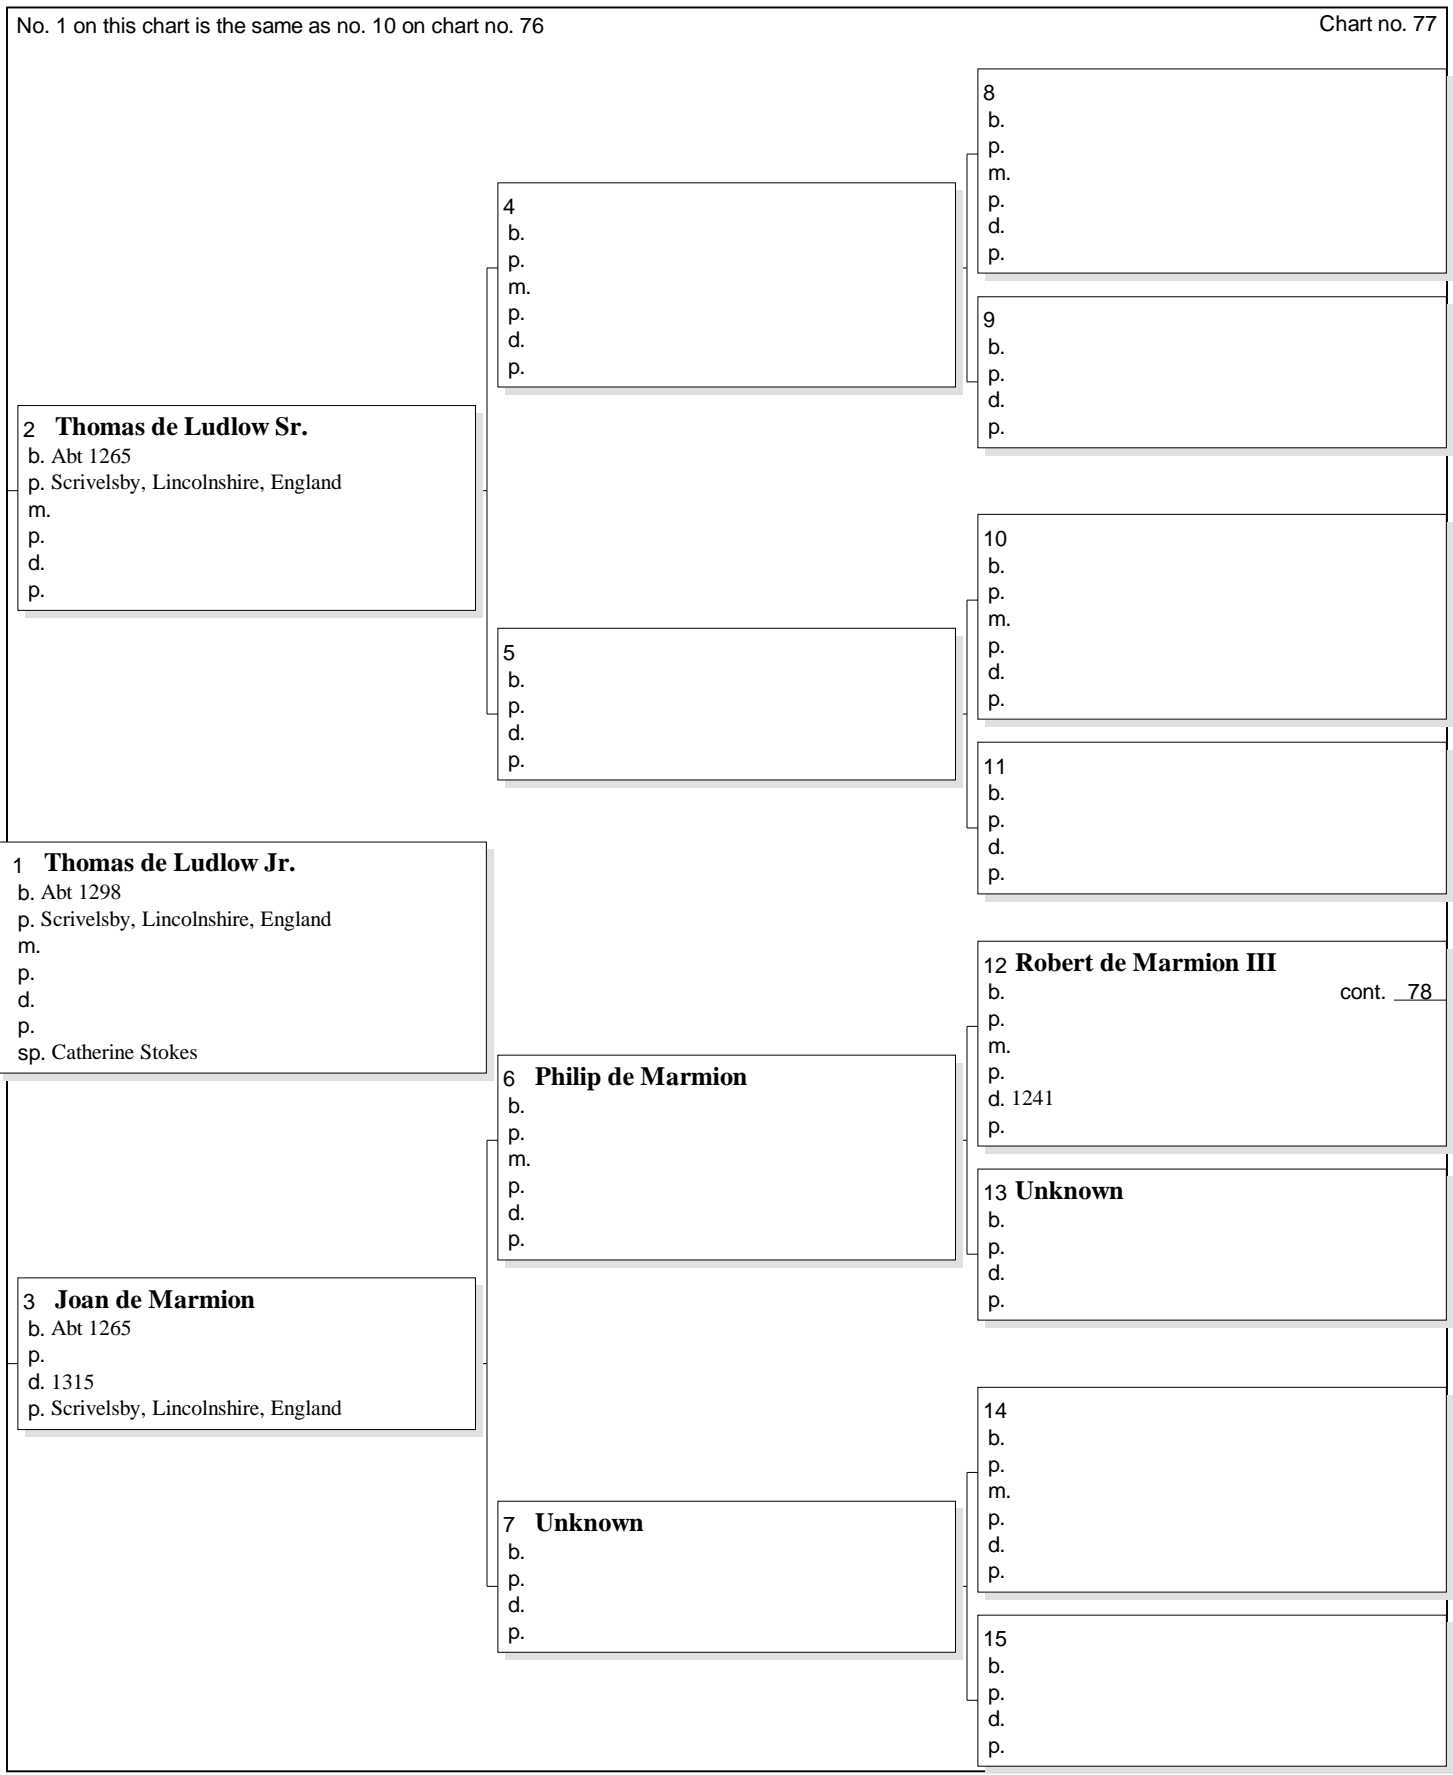 No. 1 on this chart is the same as no. 10 on chart no. 76
Chart no. 77
8
b.
p.
m.
p.
d.
p.
4
b.
p.
m.
p.
d.
p.
9
b.
p.
d.
p.
2 Thomas de Ludlow Sr.
b. Abt 1265
p. Scrivelsby, Lincolnshire, England
m.
p.
d.
p.
10
b.
p.
m.
p.
d.
p.
5
b.
p.
d.
p.
11
b.
p.
d.
p.
1 Thomas de Ludlow Jr.
b. Abt 1298
p. Scrivelsby, Lincolnshire, England
m.
p.
d.
p.
sp. Catherine Stokes
12 Robert de Marmion III
b. cont. 78
p.
m.
p.
d. 1241
p.
6 Philip de Marmion
b.
p.
m.
p.
d.
p.
13 Unknown
b.
p.
d.
p.
3 Joan de Marmion
b. Abt 1265
p.
d. 1315
p. Scrivelsby, Lincolnshire, England
14
b.
p.
m.
p.
d.
p.
7 Unknown
b.
p.
d.
p.
15
b.
p.
d.
p.